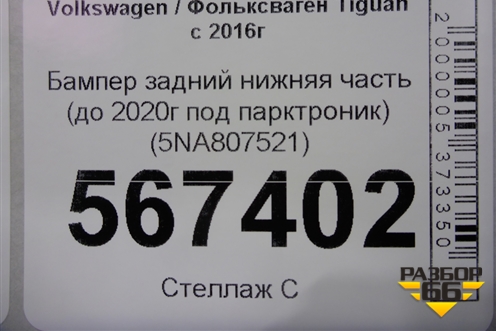 Volkswagen / Фольксваген Tiguan
с 2016г
Бампер задний нижняя часть
(до 2020г под парктроник)
(5NA807521)
567402
Стеллаж С
2000005373350
РАЗБОР
66